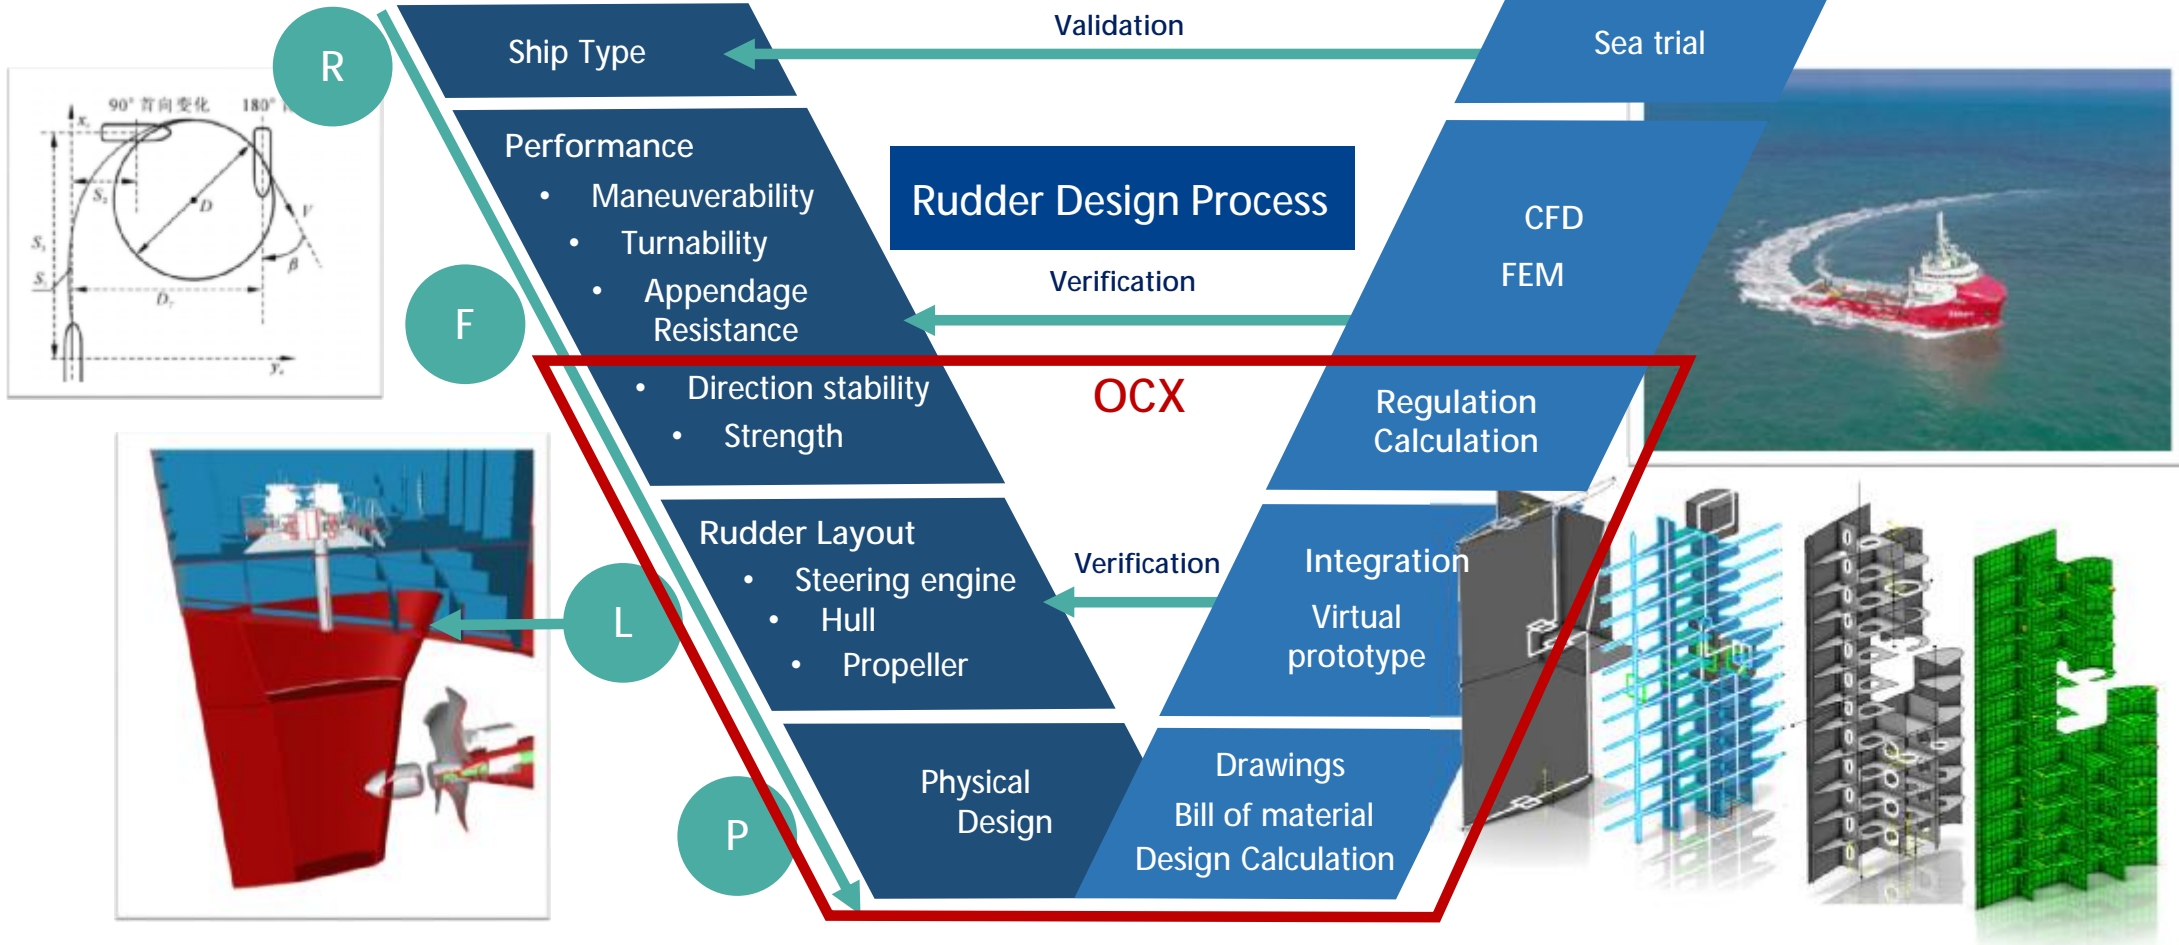 R
Ship Type
Validation
Sea trial
90° 首向变化
180°
Performance
• Maneuverability
• Turnability
• Appendage
Resistance
• Direction stability
• Strength
Rudder Design Process
CFD
FEM
Verification
F
D
V
β
S₂
OCX
Regulation
Calculation
Rudder Layout
• Steering engine
• Hull
• Propeller
Verification
Integration
Virtual
prototype
L
P
Physical
Design
Drawings
Bill of material
Design Calculation